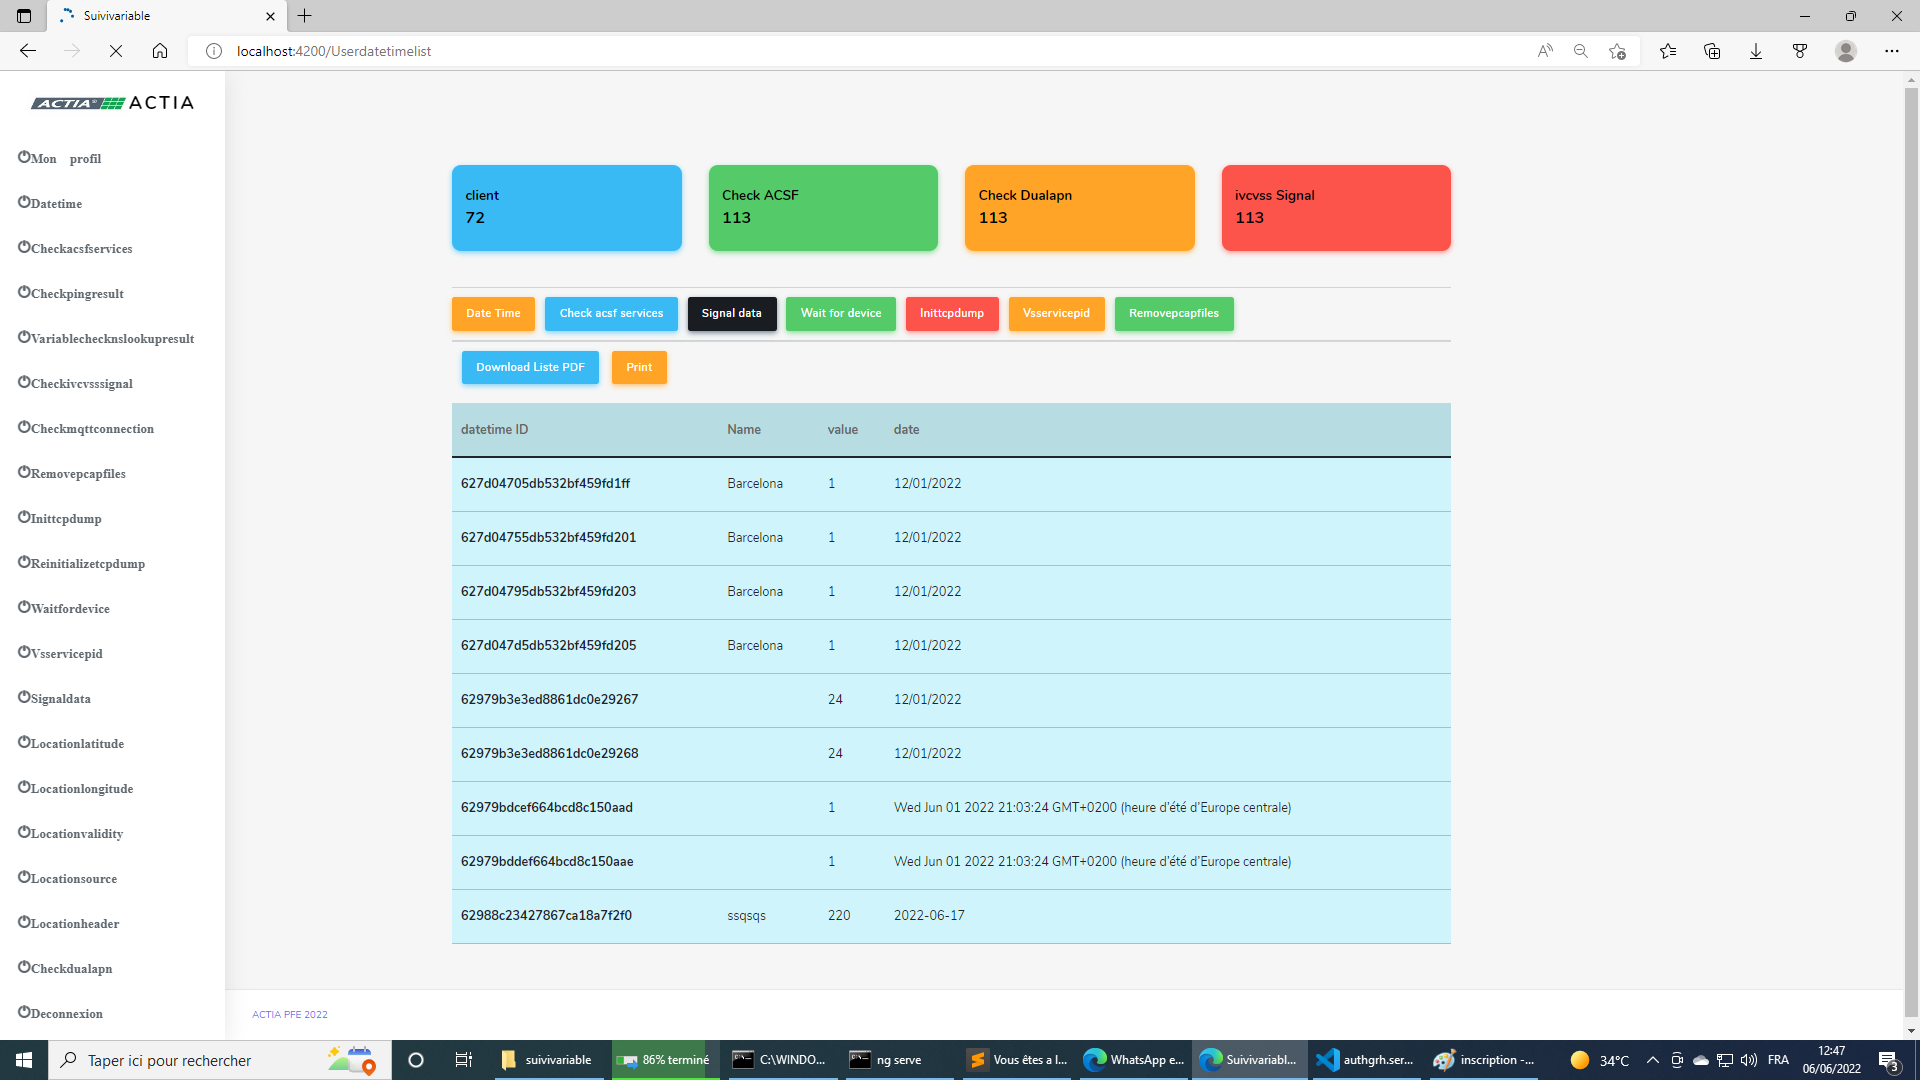 Suivivariable
localhost:4200/Userdatetimelist
ACTIA® ACTIA
Mon profil
Datetime
Checkacsfservices
Checkpingresult
Variablechecknslookupresult
Checkivcvsssignal
Checkmqttconnection
Removepcapfiles
Inittcpdump
Reinitializetcpdump
Waitfordevice
Vsservicepid
Signaldata
Locationlatitude
Locationlongitude
Locationvalidity
Locationsource
Locationheader
Checkdualapn
Deconnexion
client
72
Check ACSF
113
Check Dualapn
113
ivcvss Signal
113
Date Time Check acsf services Signal data Wait for device Inittcpdump Vsservicepid Removepcapfiles
Download Liste PDF Print
datetime ID Name value date
627d04705db532bf459fd1ff Barcelona 1 12/01/2022
627d04755db532bf459fd201 Barcelona 1 12/01/2022
627d04795db532bf459fd203 Barcelona 1 12/01/2022
627d047d5db532bf459fd205 Barcelona 1 12/01/2022
62979b3e3ed8861dc0e29267 24 12/01/2022
62979b3e3ed8861dc0e29268 24 12/01/2022
62979bdcef664bcd8c150aad 1 Wed Jun 01 2022 21:03:24 GMT+0200 (heure d'été d'Europe centrale)
62979bddef664bcd8c150aae 1 Wed Jun 01 2022 21:03:24 GMT+0200 (heure d'été d'Europe centrale)
62988c23427867ca18a7f2f0 ssqsqs 220 2022-06-17
ACTIA PFE 2022
Taper ici pour rechercher suivivariable 86% terminé C:\WINDO... ng serve Vous êtes a l... WhatsApp e... Suivivariabl... authgrh.ser... inscription -... 34°C FRA 12:47
06/06/2022 3